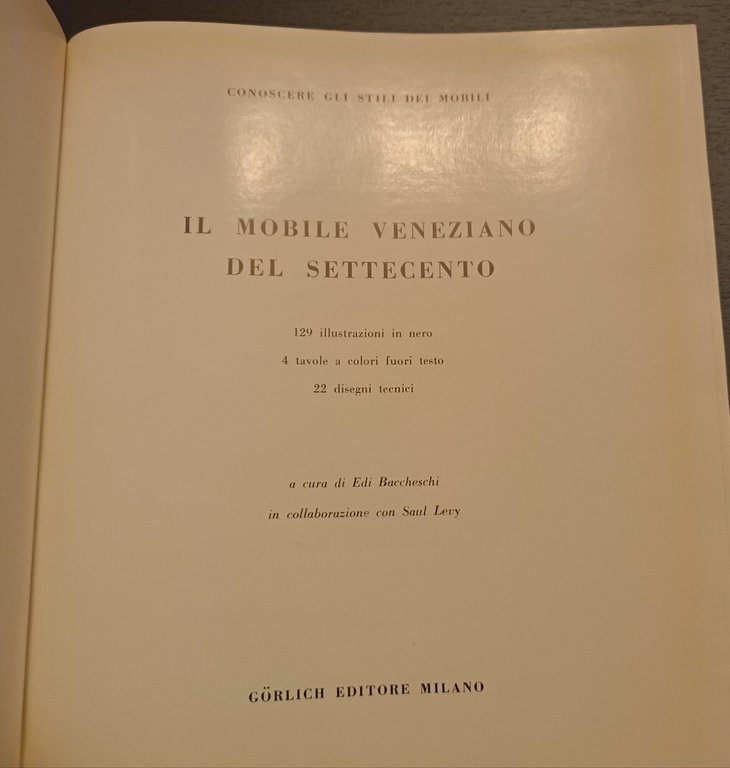 CONOSCERE GLI STILI DEI MOBILI
IL MOBILE VENEZIANO
DEL SETTECENTO
129 illustrazioni in nero
4 tavole a colori fuori testo
22 disegni tecnici
a cura di Edi Baccheschi
in collaborazione con Saul Levy
GÖRLICH EDITORE MILANO